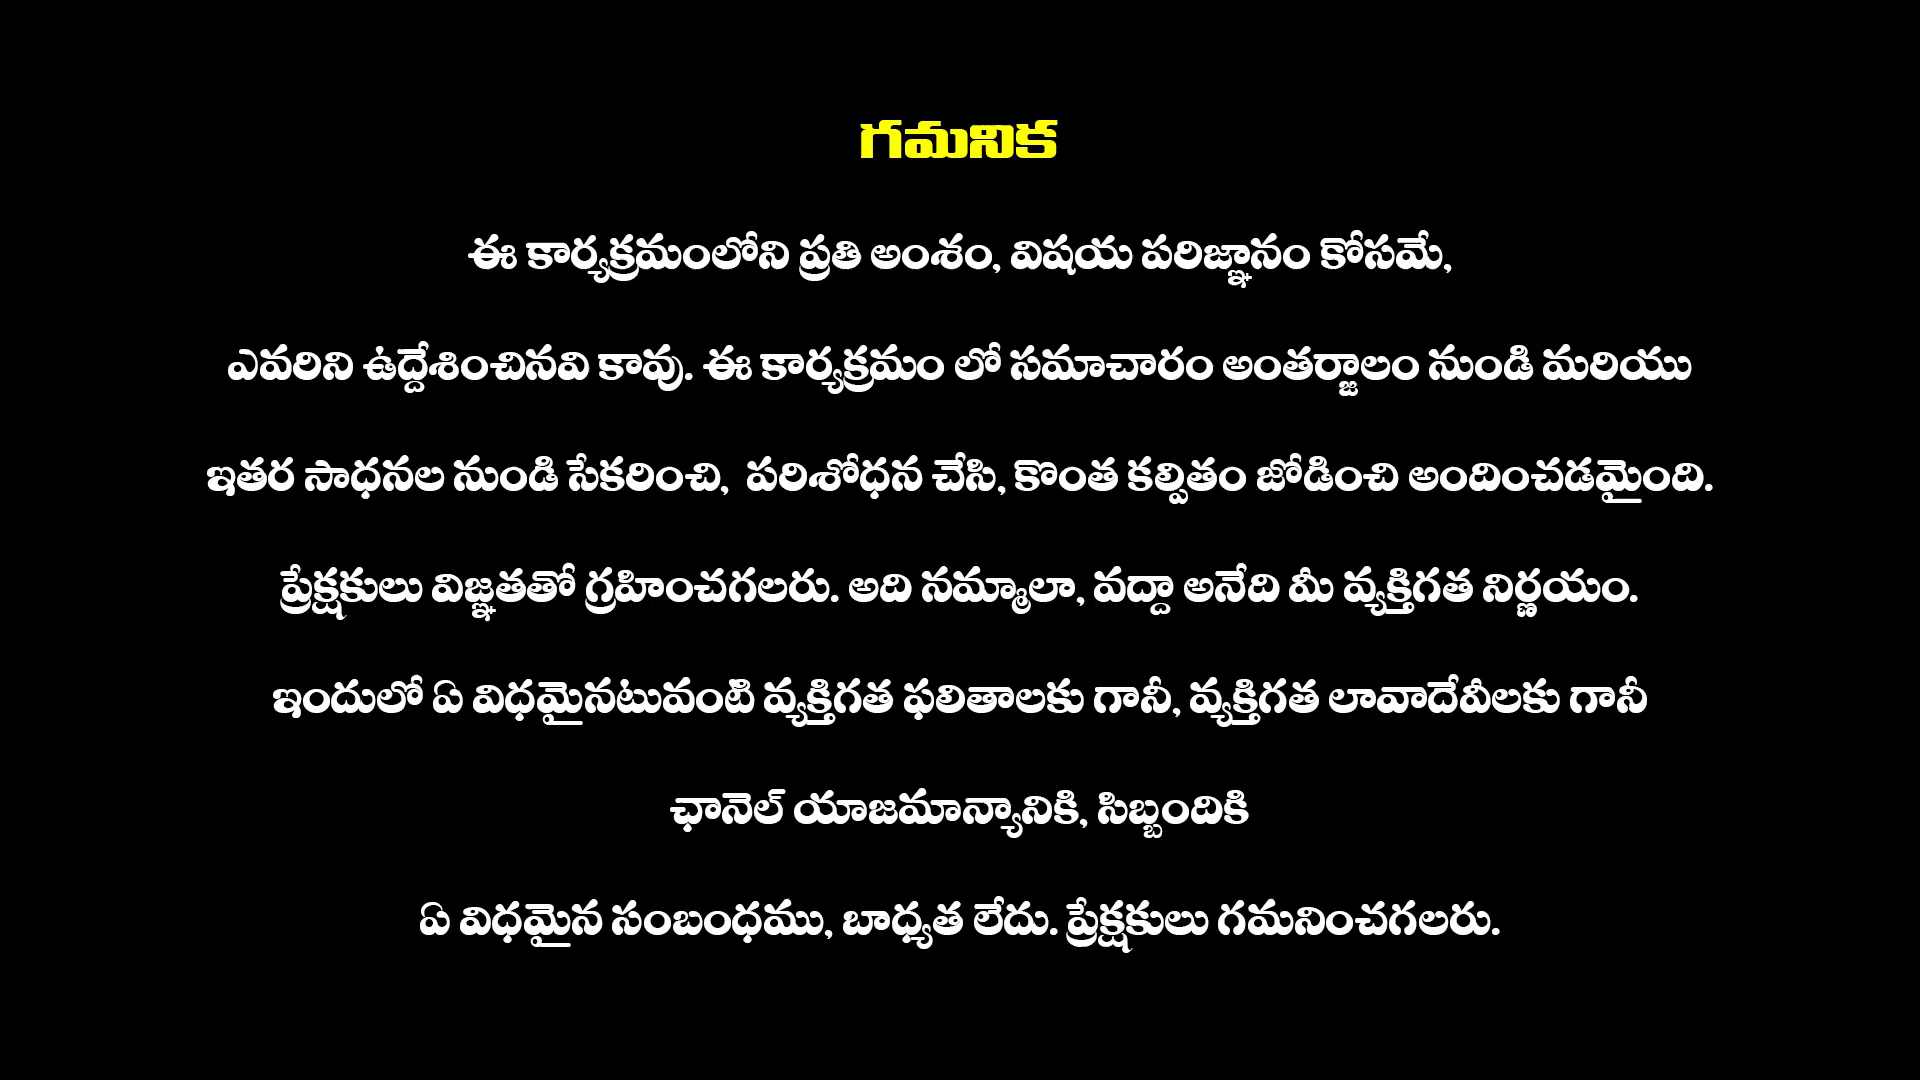 గమనిక
ఈ కార్యక్రమంలోని ప్రతి అంశం, విషయ పరిజ్ఞానం కోసమే,
ఎవరిని ఉద్దేశించినవి కావు. ఈ కార్యక్రమం లో సమాచారం అంతర్జాలం నుండి మరియు
ఇతర సాధనల నుండి సేకరించి, పరిశోధన చేసి, కొంత కల్పితం జోడించి అందించడమైంది.
ప్రేక్షకులు విజ్ఞతతో గ్రహించగలరు. అది నమ్మాలా, వద్దా అనేది మీ వ్యక్తిగత నిర్ణయం.
ఇందులో ఏ విధమైనటువంటి వ్యక్తిగత ఫలితాలకు గానీ, వ్యక్తిగత లావాదేవీలకు గానీ
ఛానెల్ యాజమాన్యానికి, సిబ్బందికి
ఏ విధమైన సంబంధము, బాధ్యత లేదు. ప్రేక్షకులు గమనించగలరు.